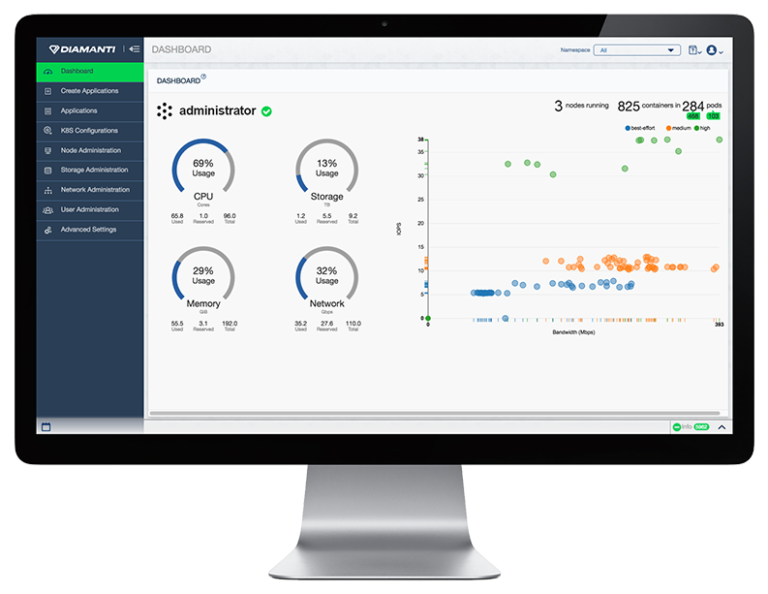 DIAMANTI
DASHBOARD
Namespace All
Dashboard
Create Applications
Applications
K8S Configurations
Node Administration
Storage Administration
Network Administration
User Administration
Advanced Settings
DASHBOARD
administrator
3 nodes running 825 containers in 284 pods
103
best-effort medium high
69%
Usage
CPU
Cores
65.8 1.0 96.0
Used Reserved Total
13%
Usage
Storage
TB
1.2 5.5 9.2
Used Reserved Total
29%
Usage
Memory
GiB
55.5 3.1 192.0
Used Reserved Total
32%
Usage
Network
Gbps
35.2 27.6 110.0
Used Reserved Total
IOPS
38
35
30
25
20
15
10
5
0
0 393
Bandwidth (Mbps)
Info